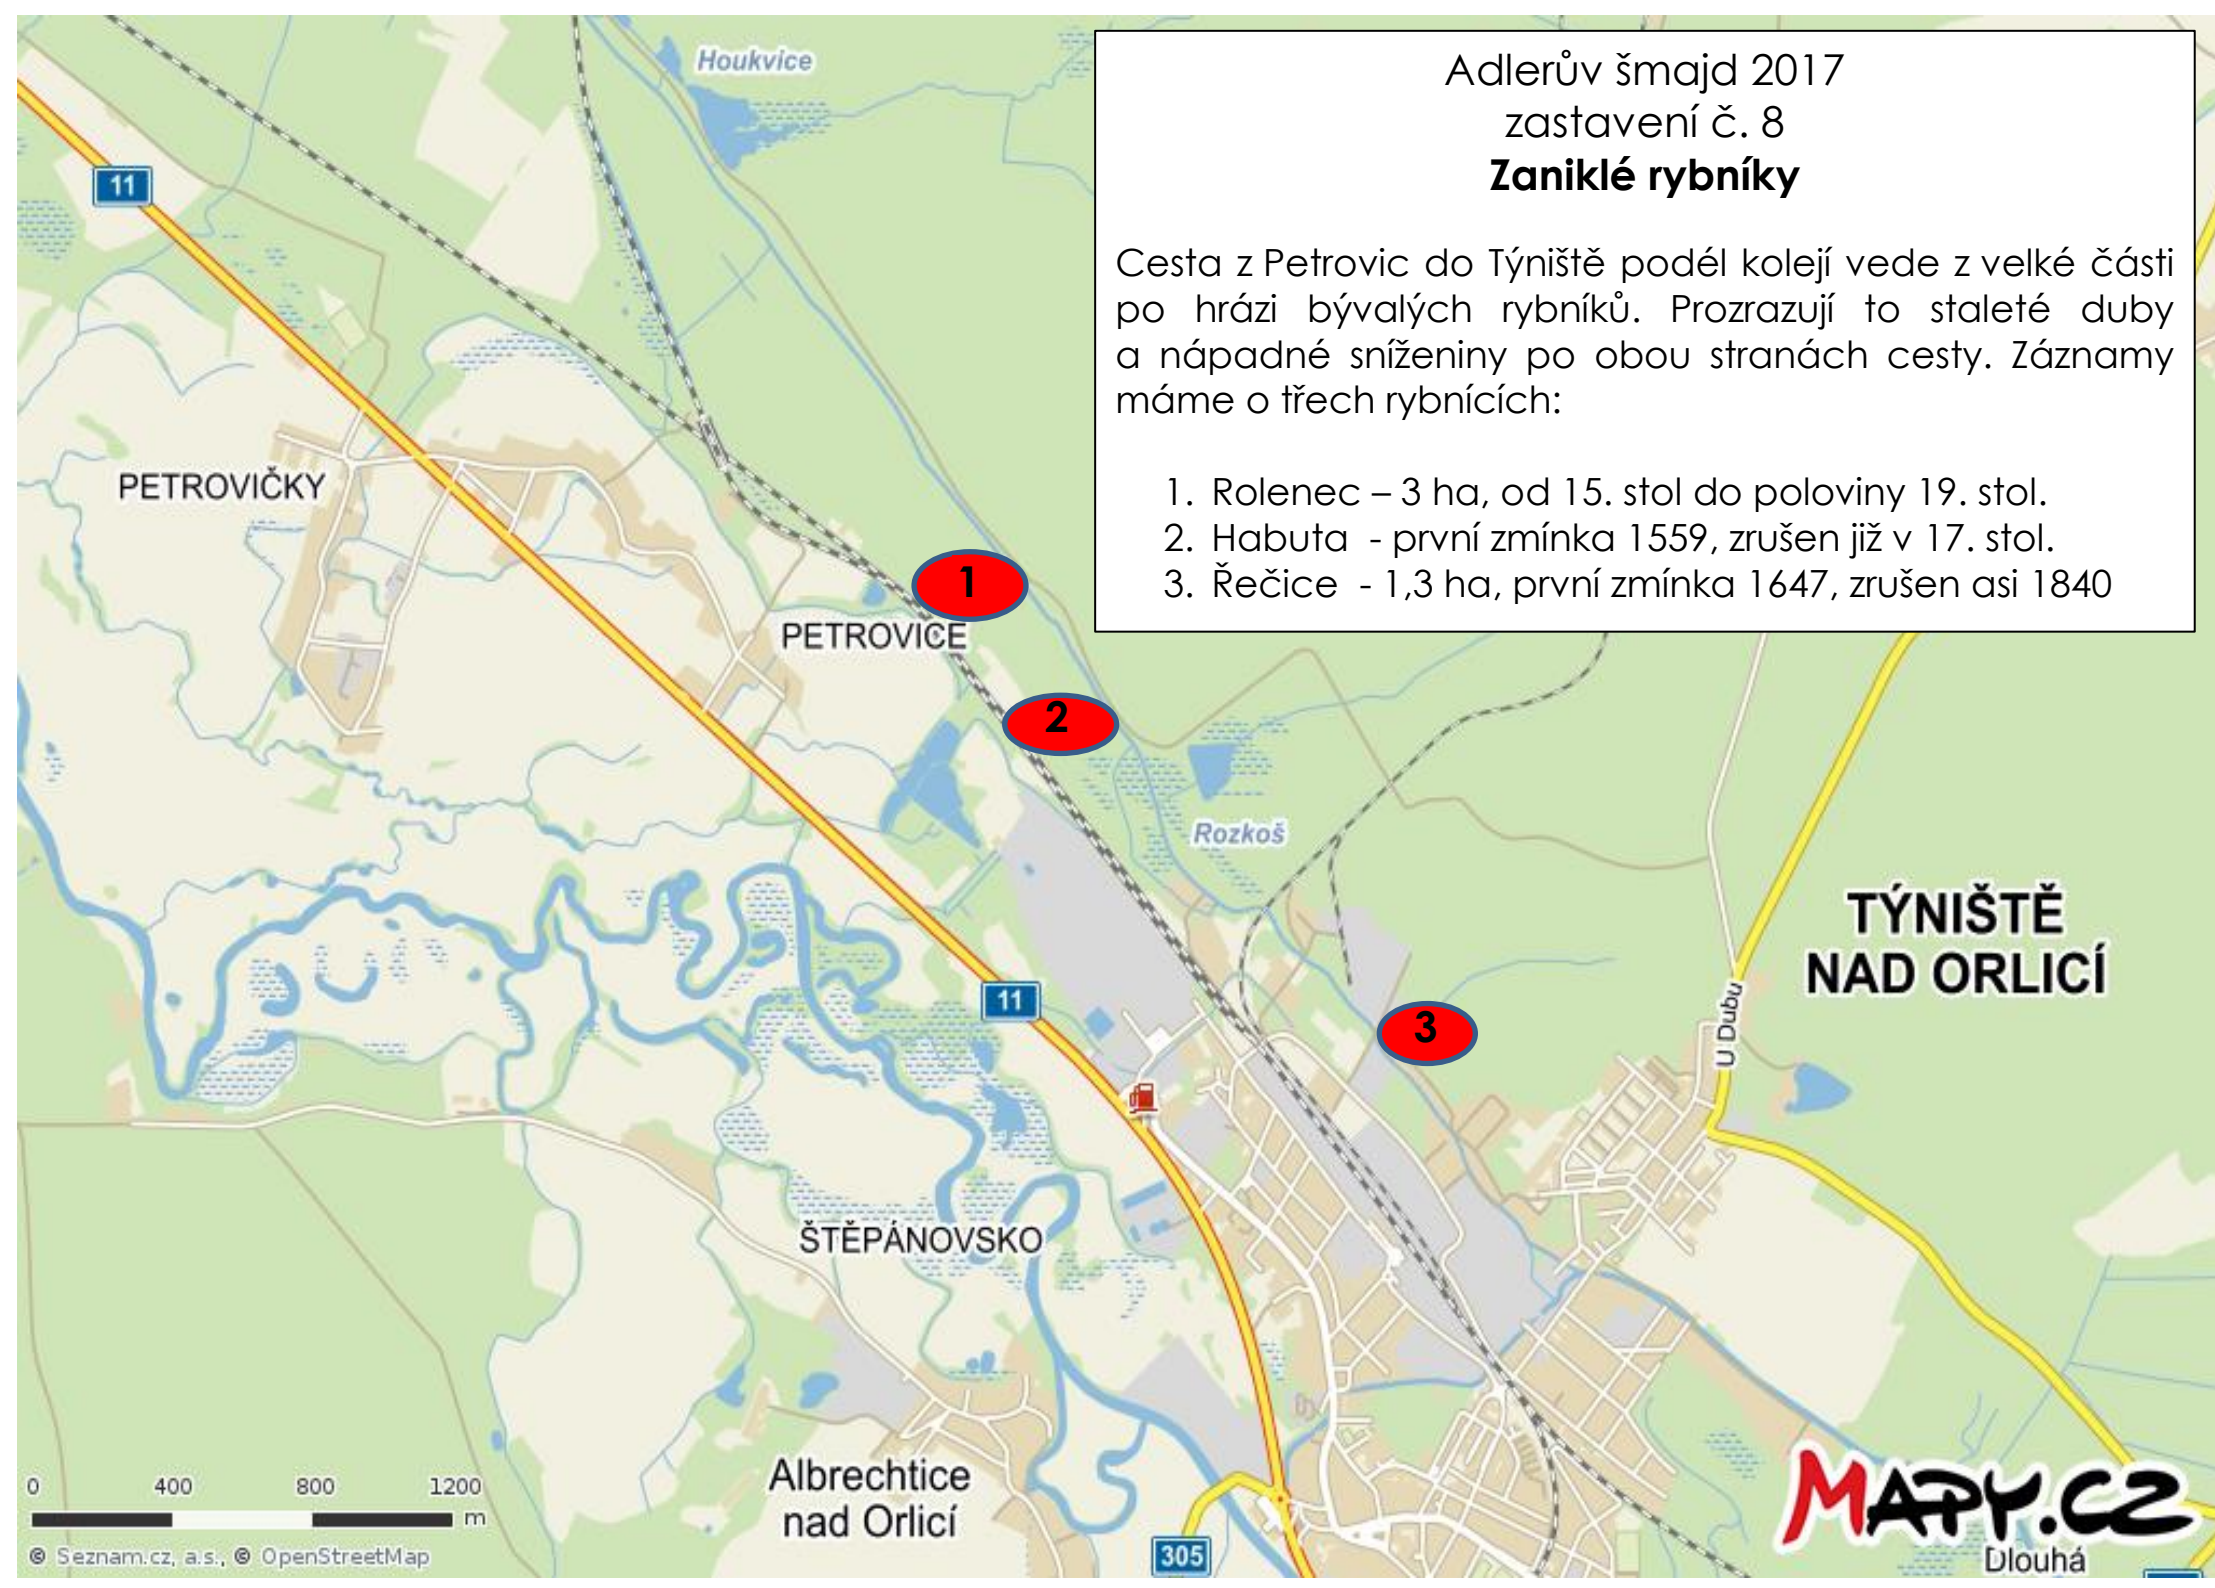 Adlerův šmajd 2017
zastavení č. 8
Zaniklé rybníky
Cesta z Petrovic do Týniště podél kolejí vede z velké části
po hrázi bývalých rybníků. Prozrazují to staleté duby
a nápadné sníženiny po obou stranách cesty. Záznamy
máme o třech rybnících:
1. Rolenec – 3 ha, od 15. stol do poloviny 19. stol.
2. Habuta - první zmínka 1559, zrušen již v 17. stol.
3. Řečice - 1,3 ha, první zmínka 1647, zrušen asi 1840
Houkvice
11
PETROVIČKY
1
PETROVICE
2
Rozkoš
TÝNIŠTĚ
NAD ORLICÍ
11
U Dubu
3
ŠTĚPÁNOVSKO
Albrechtice
nad Orlicí
305
0 400 800 1200
m
© Seznam.cz, a.s., © OpenStreetMap
MAPY.CZ
Dlouhá